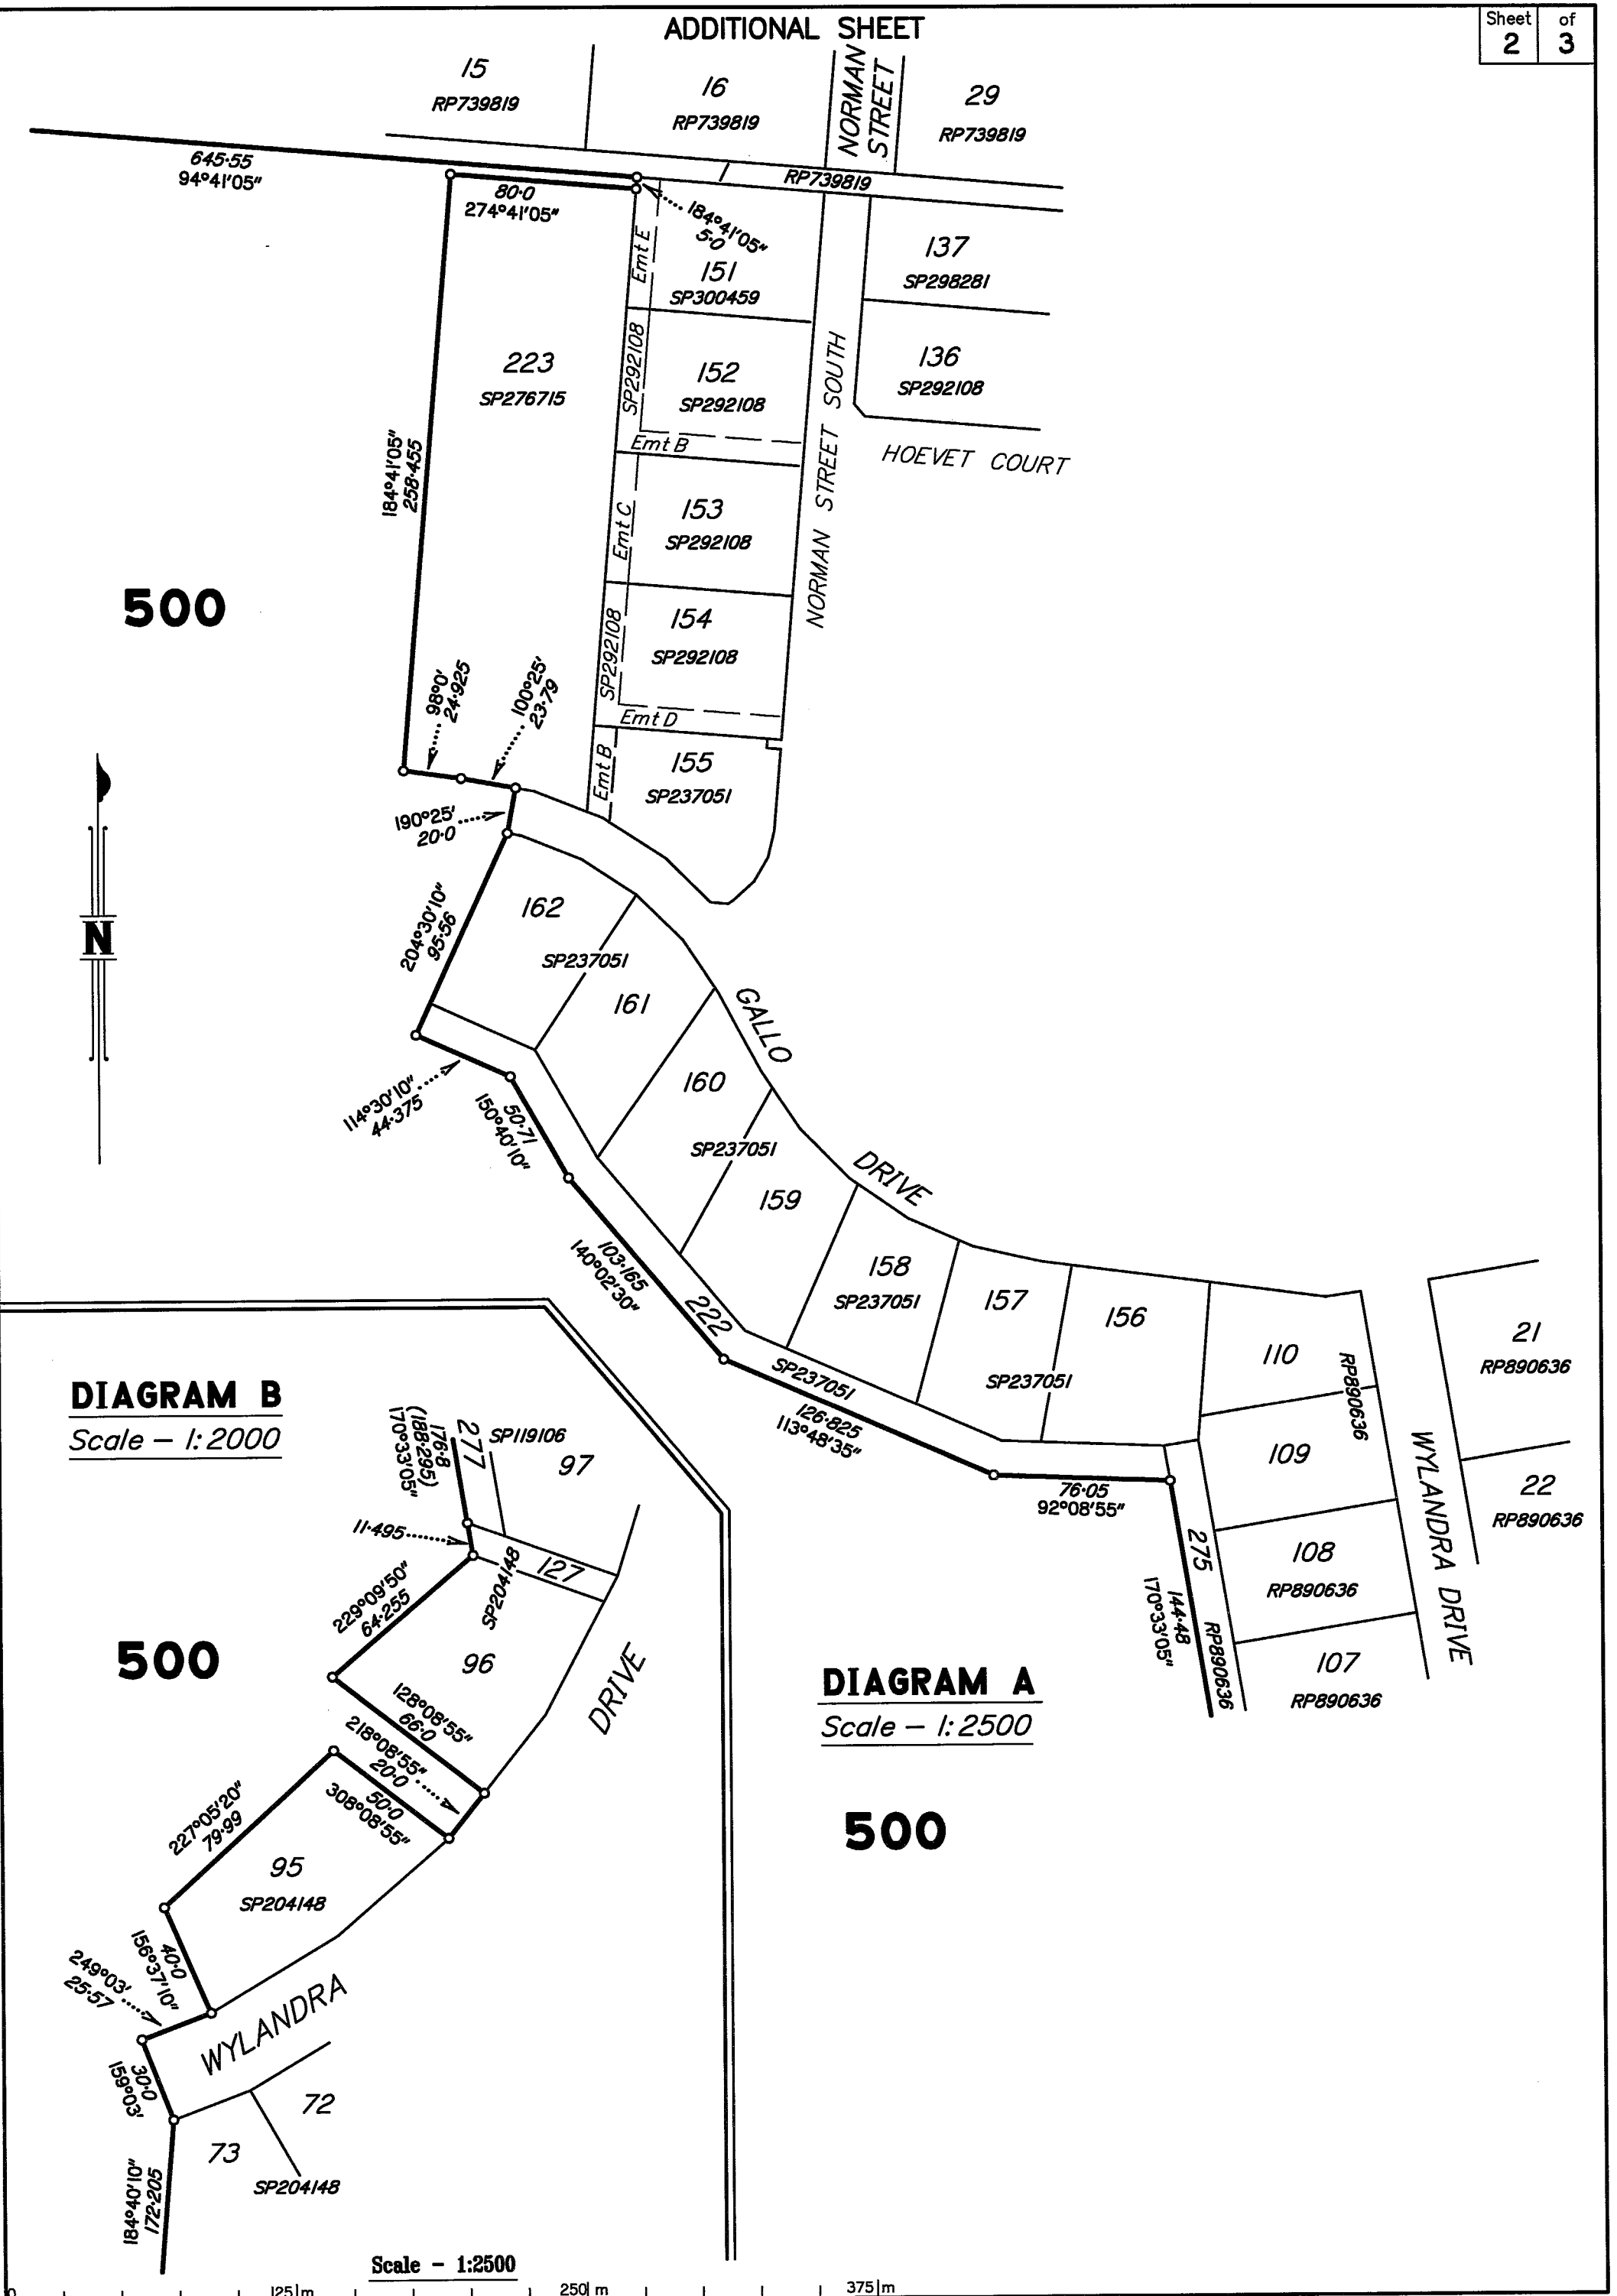 ADDITIONAL SHEET
Sheet
2
of
3
15
RP739819
16
RP739819
NORMAN
STREET
29
RP739819
645·55
94°41'05"
RP739819
80·0
274°41'05"
184°41'05"
5·0
Emt E
151
SP300459
137
SP298281
223
SP276715
SP292108
152
SP292108
136
SP292108
Emt B
HOEVET COURT
NORMAN STREET SOUTH
184°41'05"
258·455
Emt C
153
SP292108
500
SP292108
154
SP292108
98°0'
24·925
100°25'
23·79
Emt D
Emt B
155
SP237051
190°25'
20·0
N
204°30'10"
95·56
162
SP237051
161
GALLO
DRIVE
114°30'10"
44·375
50·71
150°40'10"
160
SP237051
159
103·165
140°02'30"
222
158
SP237051
157
156
SP237051
SP237051
126·825
113°48'35"
110
RP890636
109
21
RP890636
22
RP890636
WYLANDRA DRIVE
76·05
92°08'55"
275
RP890636
144·48
170°33'05"
108
RP890636
107
RP890636
DIAGRAM A
Scale – 1:2500
500
DIAGRAM B
Scale – 1:2000
176·8
(188·295)
170°33'05"
277
SP119106
97
11·495
127
SP204148
229°09'50"
64·255
500
96
128°08'55"
66·0
218°08'55"
20·0
50·0
308°08'55"
DRIVE
227°05'20"
79·99
95
SP204148
40·0
156°37'10"
249°03'
25·57
WYLANDRA
30·0
159°03'
72
73
SP204148
184°40'10"
172·205
Scale - 1:2500
0
125 m
250 m
375 m